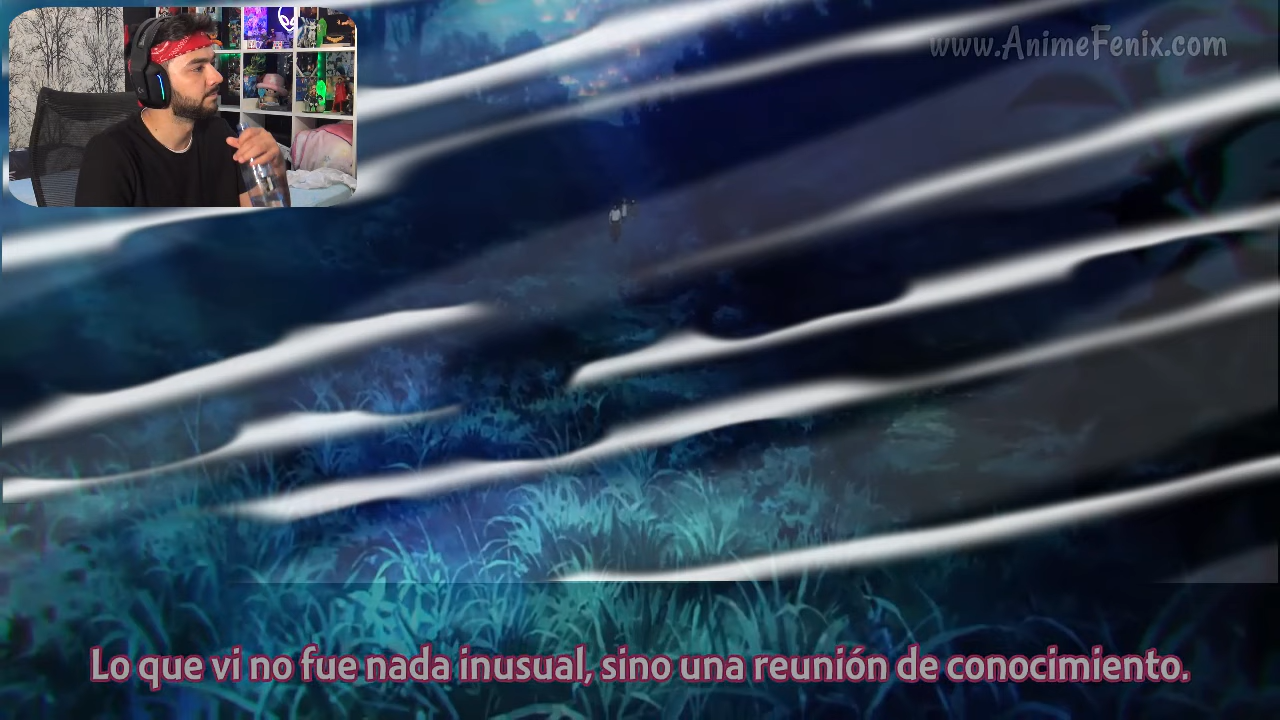 www.AnimeFenix.com
Lo que vi no fue nada inusual, sino una reunión de conocimiento.